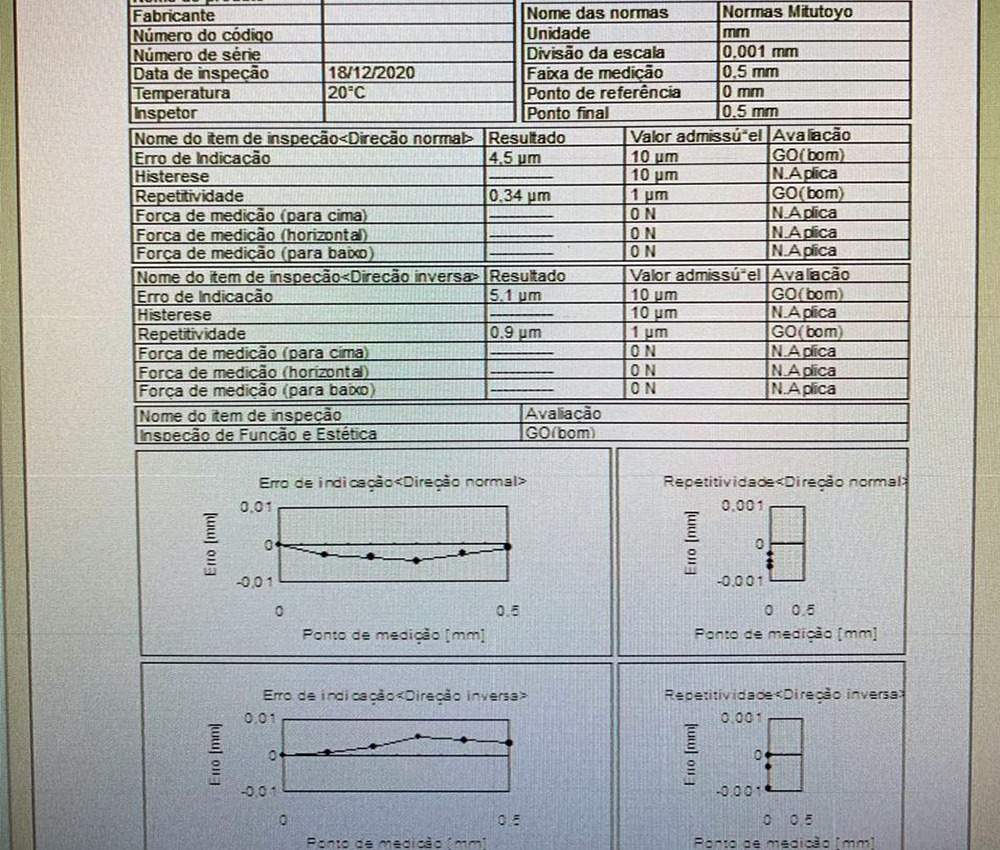 Nome do produto
Fabricante
Número do código
Número de série
Data de inspeção 18/12/2020
Temperatura 20°C
Inspetor
Nome das normas Normas Mitutoyo
Unidade mm
Divisão da escala 0,001 mm
Faixa de medição 0,5 mm
Ponto de referência 0 mm
Ponto final 0,5 mm
Nome do item de inspeção<Direcão normal> Resultado Valor admissú"el Avaliação
Erro de Indicação 4,5 µm 10 µm GO(bom)
Histerese ---------- 10 µm N.Aplica
Repetitividade 0,34 µm 1 µm GO(bom)
Forca de medição (para cima) ---------- 0 N N.Aplica
Forca de medição (horizontal) ---------- 0 N N.Aplica
Força de medição (para baixo) ---------- 0 N N.Aplica
Nome do item de inspeção<Direcão inversa> Resultado Valor admissú"el Avaliação
Erro de Indicacão 5,1 µm 10 µm GO(bom)
Histerese ---------- 10 µm N.Aplica
Repetitividade 0,9 µm 1 µm GO(bom)
Forca de medição (para cima) ---------- 0 N N.Aplica
Forca de medição (horizontal) ---------- 0 N N.Aplica
Força de medição (para baixo) ---------- 0 N N.Aplica
Nome do item de inspeção Avaliação
Inspecão de Funcão e Estética GO(bom)
Erro de indicação<Direção normal>
0,01
0
-0,01
Erro [mm]
0 0,5
Ponto de medição [mm]
Repetitividade<Direção normal>
0,001
0
-0,001
Erro [mm]
0 0,5
Ponto de medição [mm]
Erro de indicação<Direção inversa>
0,01
0
-0,01
Erro [mm]
0 0,5
Ponto de medição [mm]
Repetitividade<Direção inversa>
0,001
0
-0,001
Erro [mm]
0 0,5
Ponto de medição [mm]